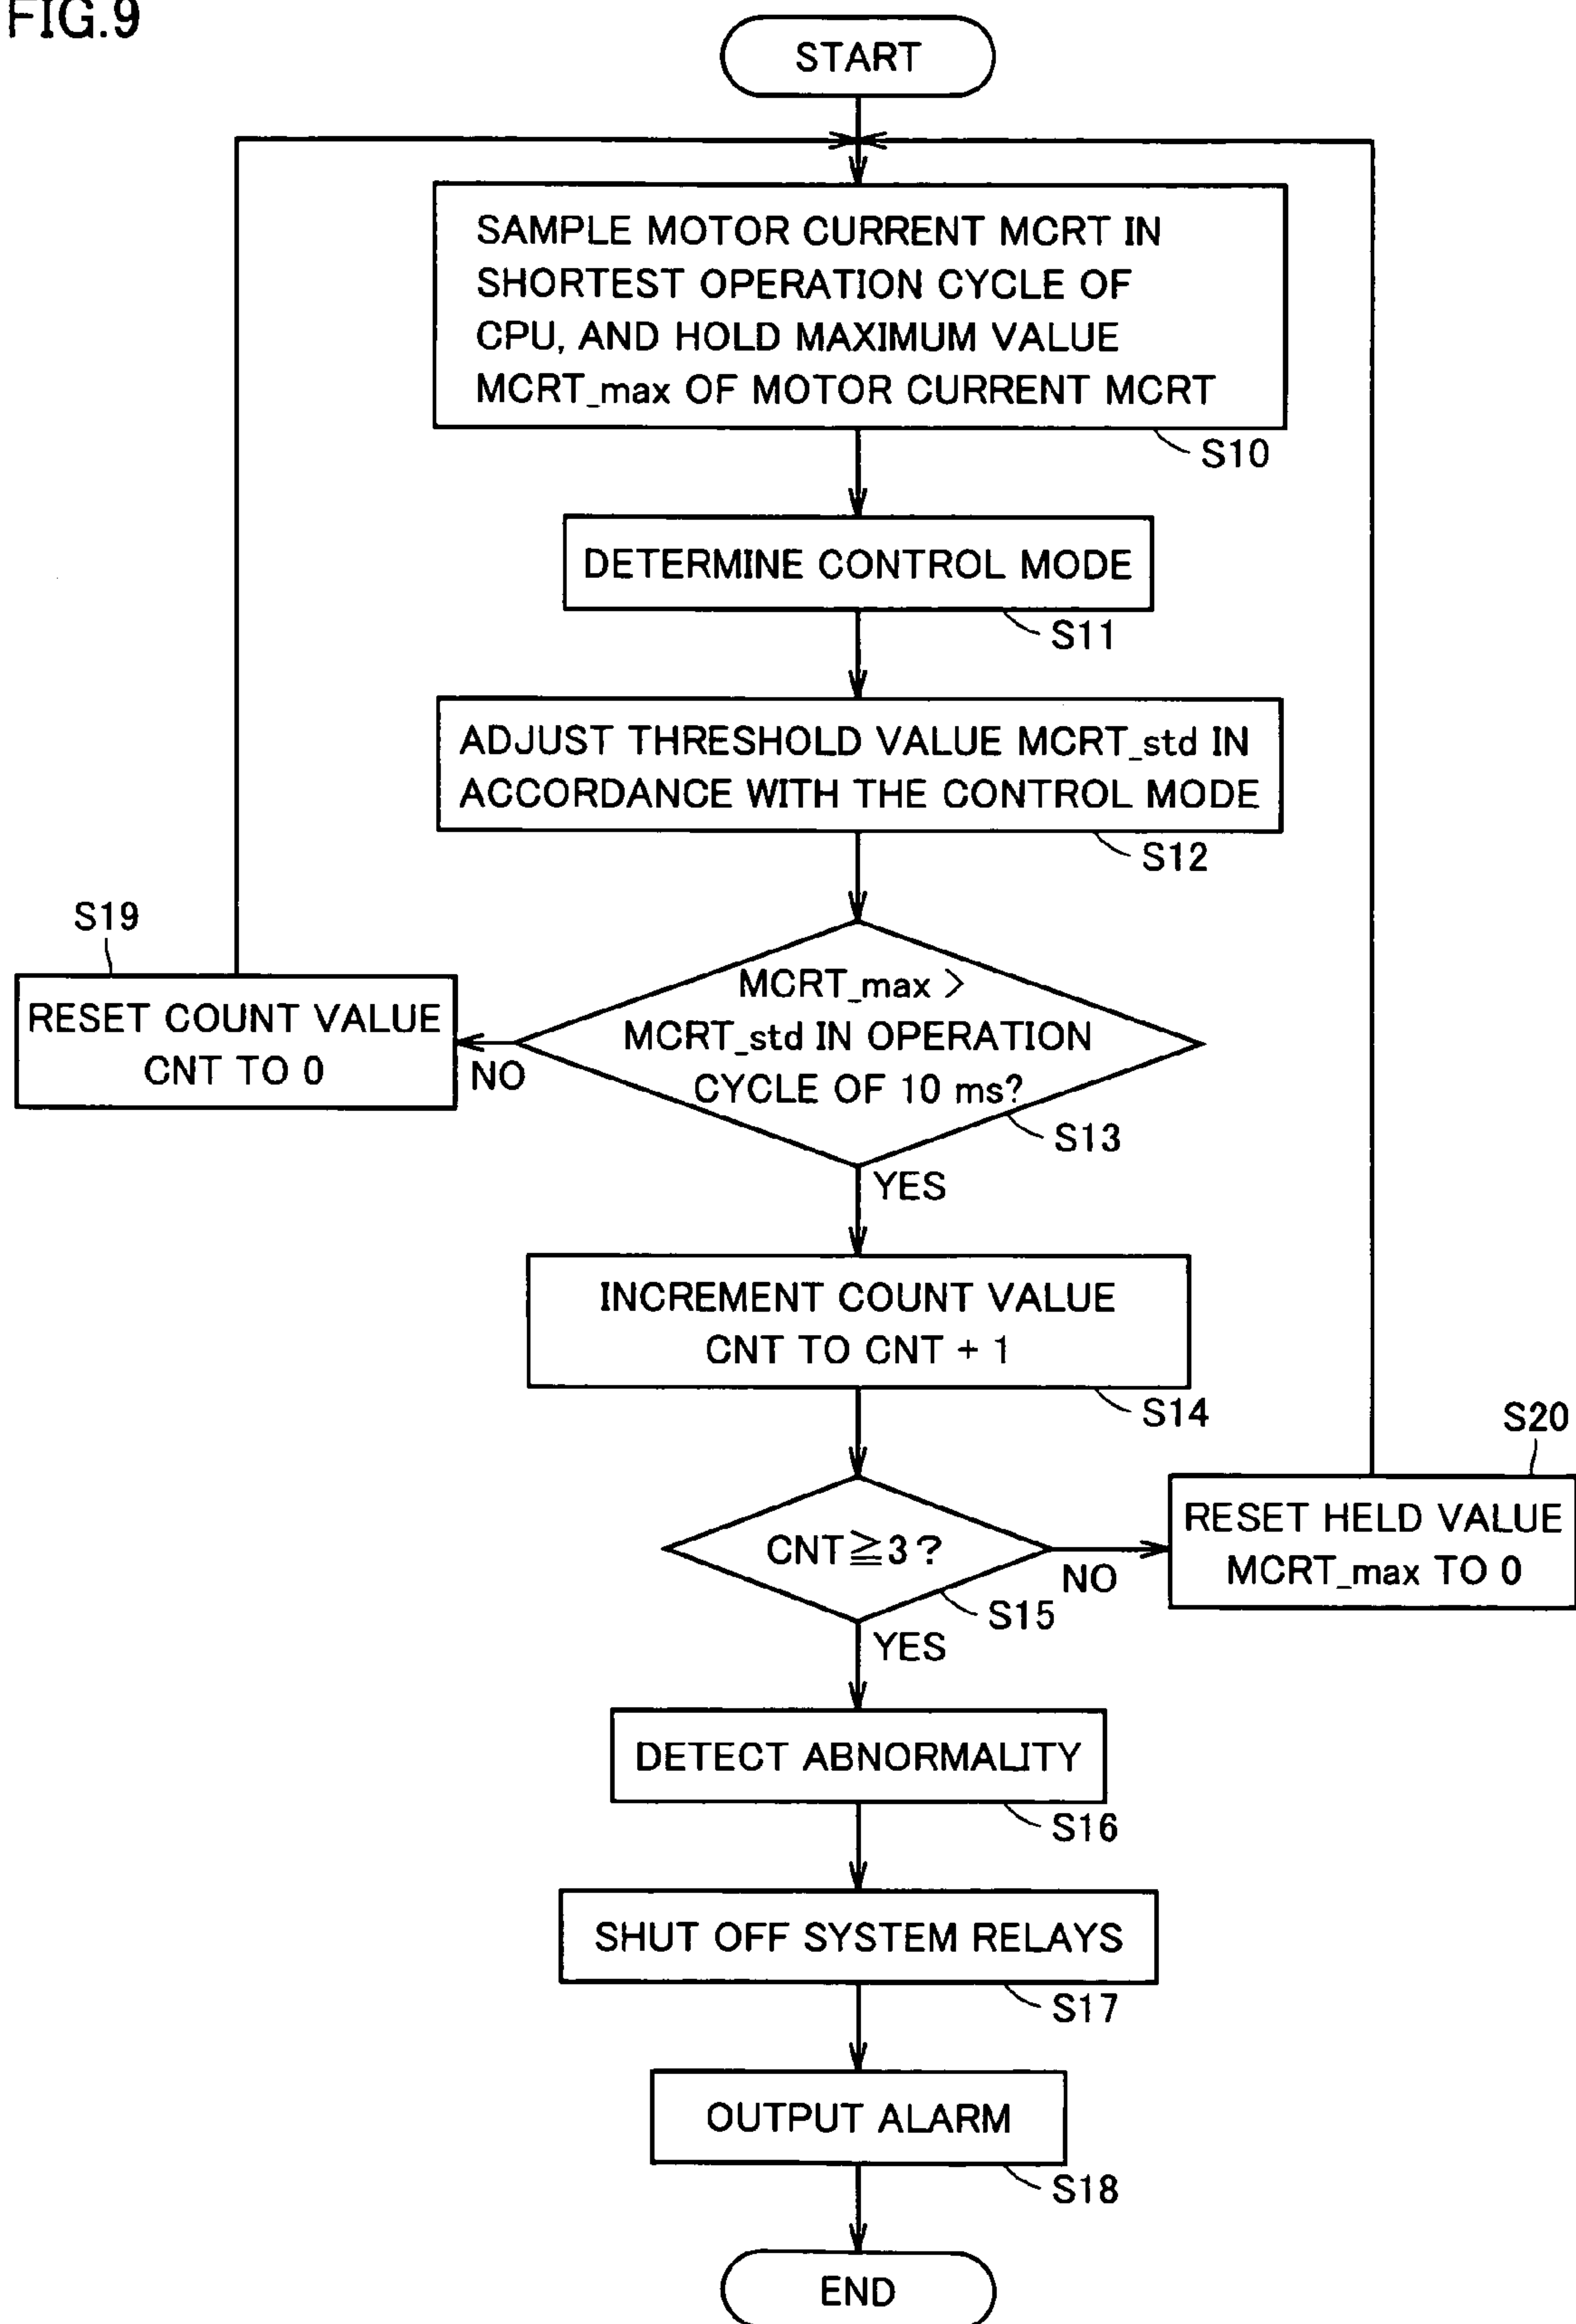 FIG.9
START
SAMPLE MOTOR CURRENT MCRT IN
SHORTEST OPERATION CYCLE OF
CPU, AND HOLD MAXIMUM VALUE
MCRT_max OF MOTOR CURRENT MCRT
S10
DETERMINE CONTROL MODE
S11
ADJUST THRESHOLD VALUE MCRT_std IN
ACCORDANCE WITH THE CONTROL MODE
S12
S19
RESET COUNT VALUE
CNT TO 0
NO
MCRT_max >
MCRT_std IN OPERATION
CYCLE OF 10 ms?
S13
YES
INCREMENT COUNT VALUE
CNT TO CNT + 1
S14
CNT≧3?
S15
NO
S20
RESET HELD VALUE
MCRT_max TO 0
YES
DETECT ABNORMALITY
S16
SHUT OFF SYSTEM RELAYS
S17
OUTPUT ALARM
S18
END